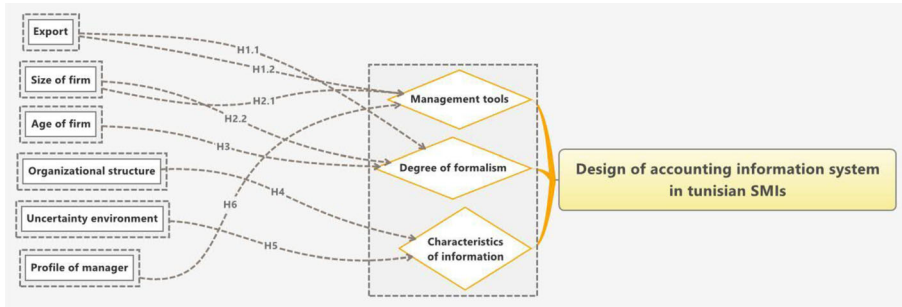 Export
Size of firm
Age of firm
Organizational structure
Uncertainty environment
Profile of manager
H1.1
H1.2
H2.1
H2.2
H3
H4
H6
H5
Management tools
Degree of formalism
Characteristics
of information
Design of accounting information system
in tunisian SMIs